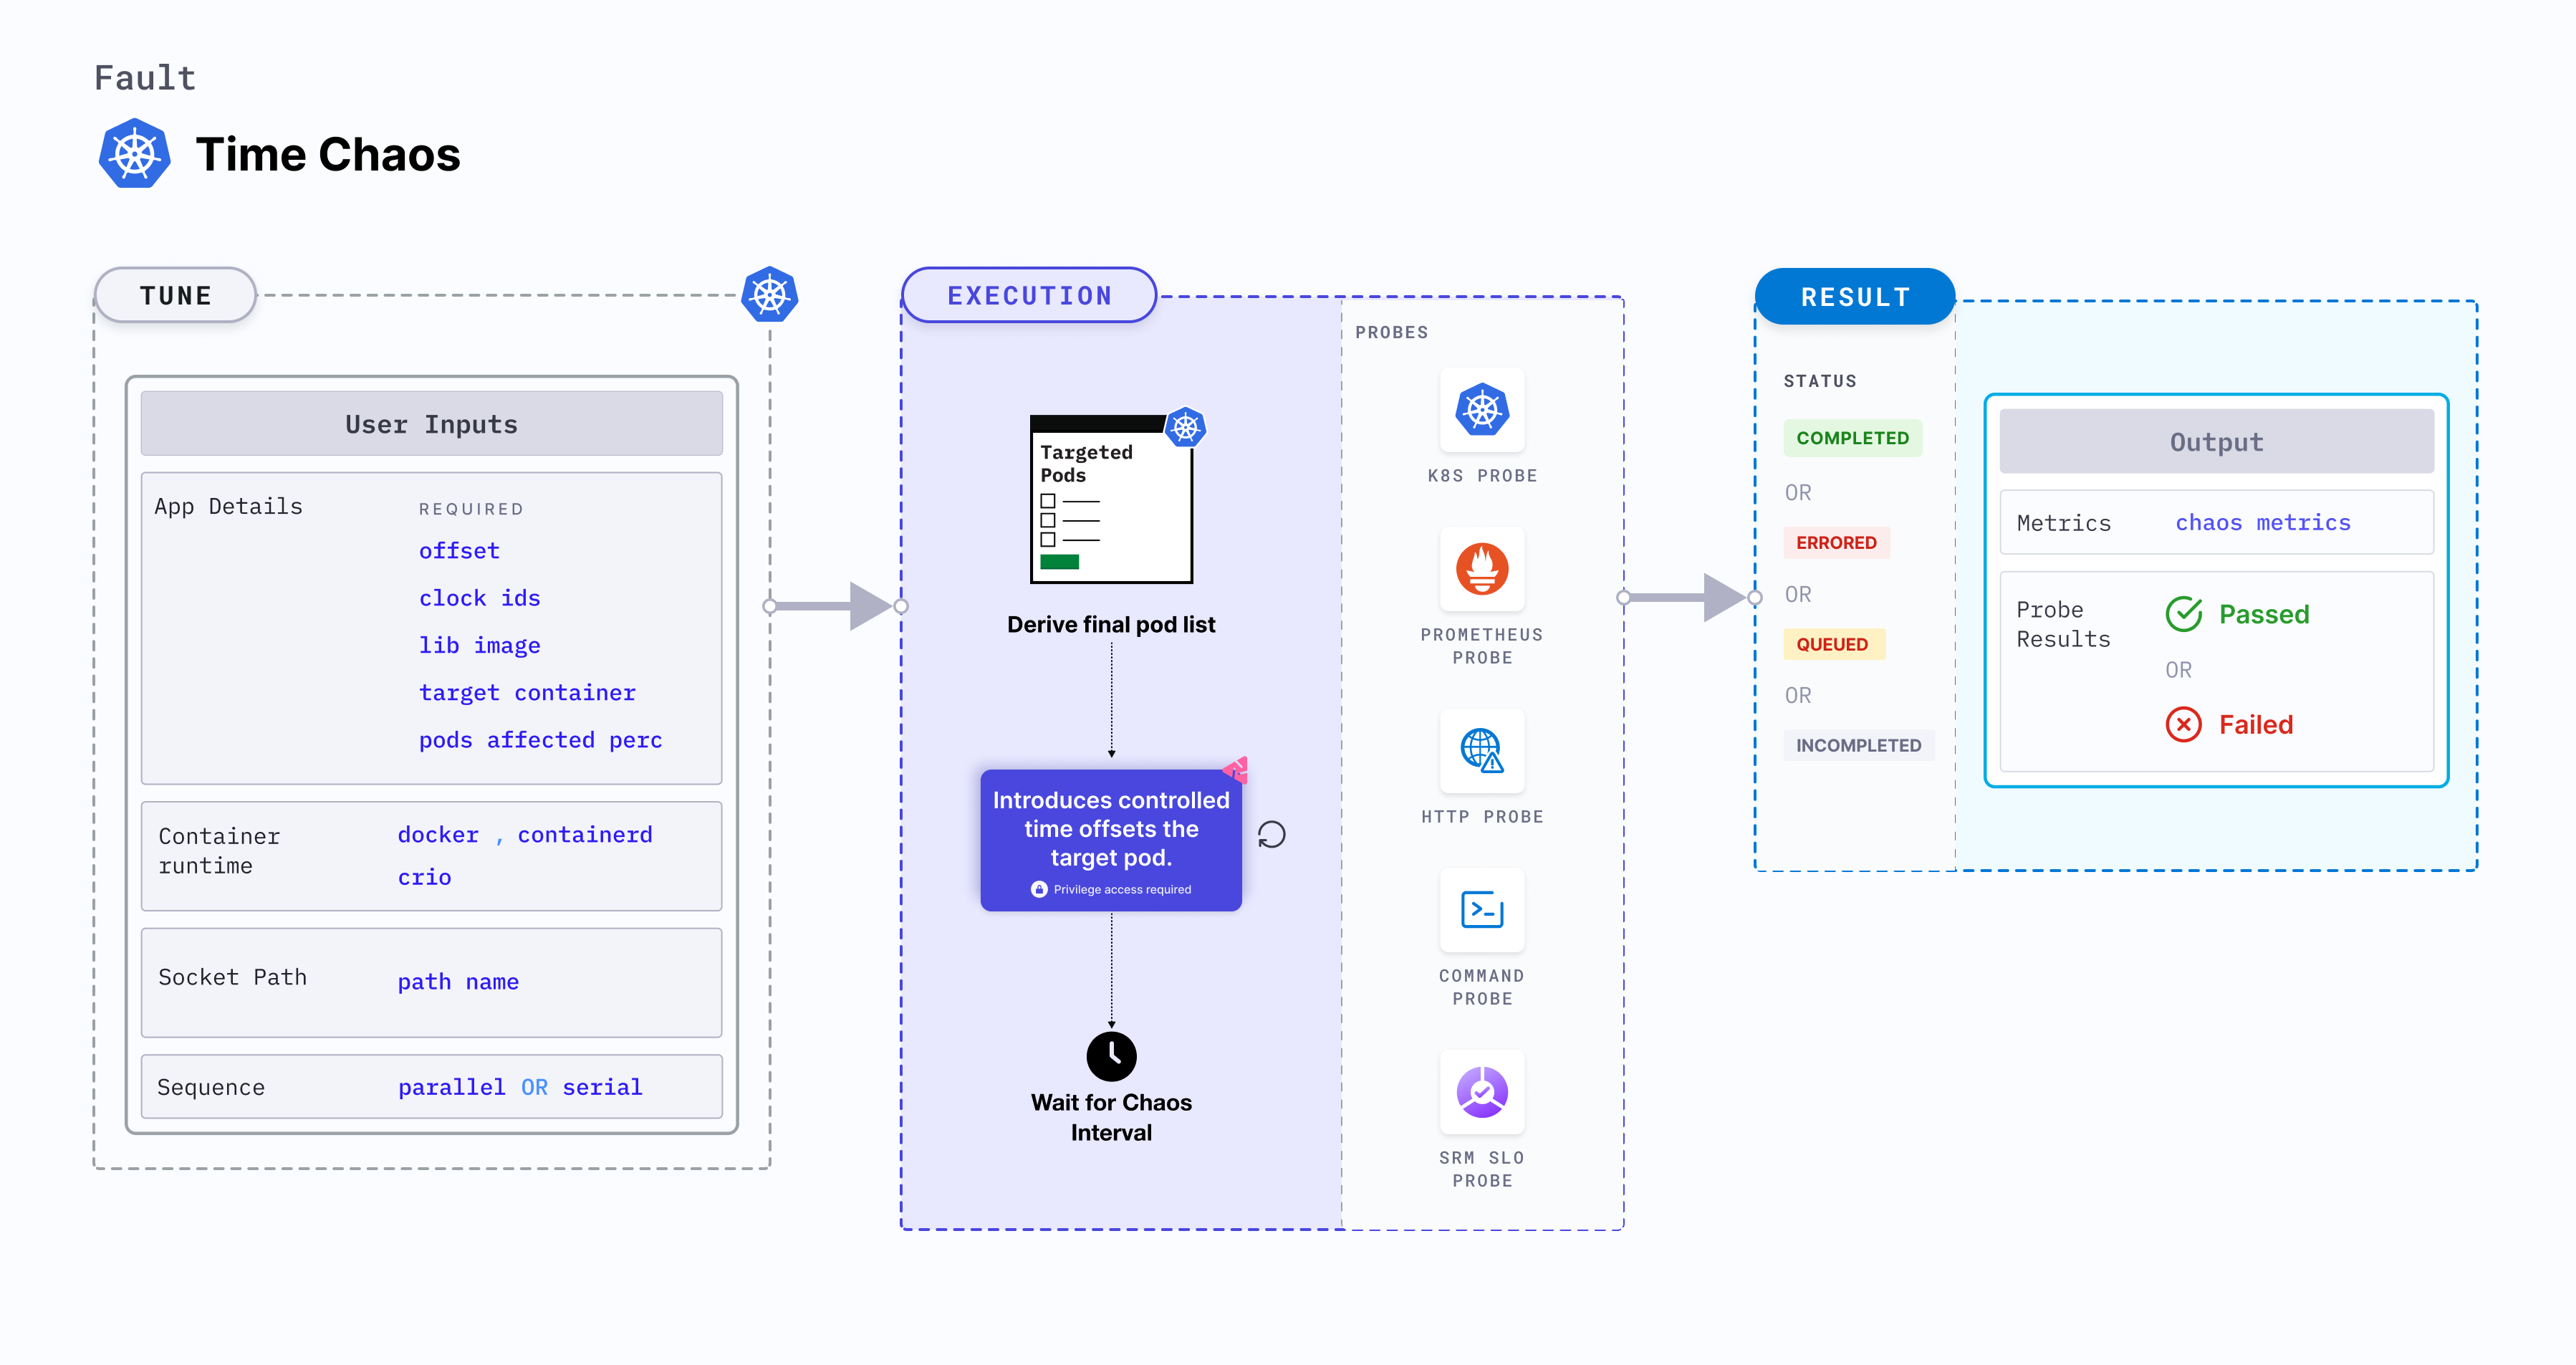 Fault
Time Chaos
TUNE
User Inputs
App Details
REQUIRED
offset
clock ids
lib image
target container
pods affected perc
Container
runtime
docker , containerd
crio
Socket Path
path name
Sequence
parallel OR serial
EXECUTION
Targeted
Pods
Derive final pod list
Introduces controlled
time offsets the
target pod.
Privilege access required
Wait for Chaos
Interval
PROBES
K8S PROBE
PROMETHEUS
PROBE
HTTP PROBE
COMMAND
PROBE
SRM SLO
PROBE
RESULT
STATUS
COMPLETED
OR
ERRORED
OR
QUEUED
OR
INCOMPLETED
Output
Metrics
chaos metrics
Probe
Results
Passed
OR
Failed